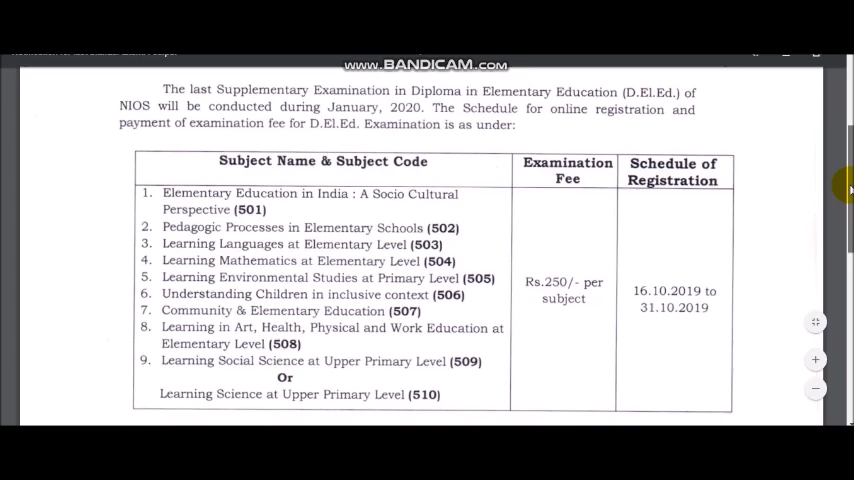 www.BANDICAM.com
The last Supplementary Examination in Diploma in Elementary Education (D.El.Ed.) of
NIOS will be conducted during January, 2020. The Schedule for online registration and
payment of examination fee for D.El.Ed. Examination is as under:
Subject Name & Subject Code
Examination
Fee
Schedule of
Registration
1. Elementary Education in India : A Socio Cultural
Perspective (501)
2. Pedagogic Processes in Elementary Schools (502)
3. Learning Languages at Elementary Level (503)
4. Learning Mathematics at Elementary Level (504)
5. Learning Environmental Studies at Primary Level (505)
6. Understanding Children in inclusive context (506)
7. Community & Elementary Education (507)
8. Learning in Art, Health, Physical and Work Education at
Elementary Level (508)
9. Learning Social Science at Upper Primary Level (509)
Or
Learning Science at Upper Primary Level (510)
Rs.250/- per
subject
16.10.2019 to
31.10.2019